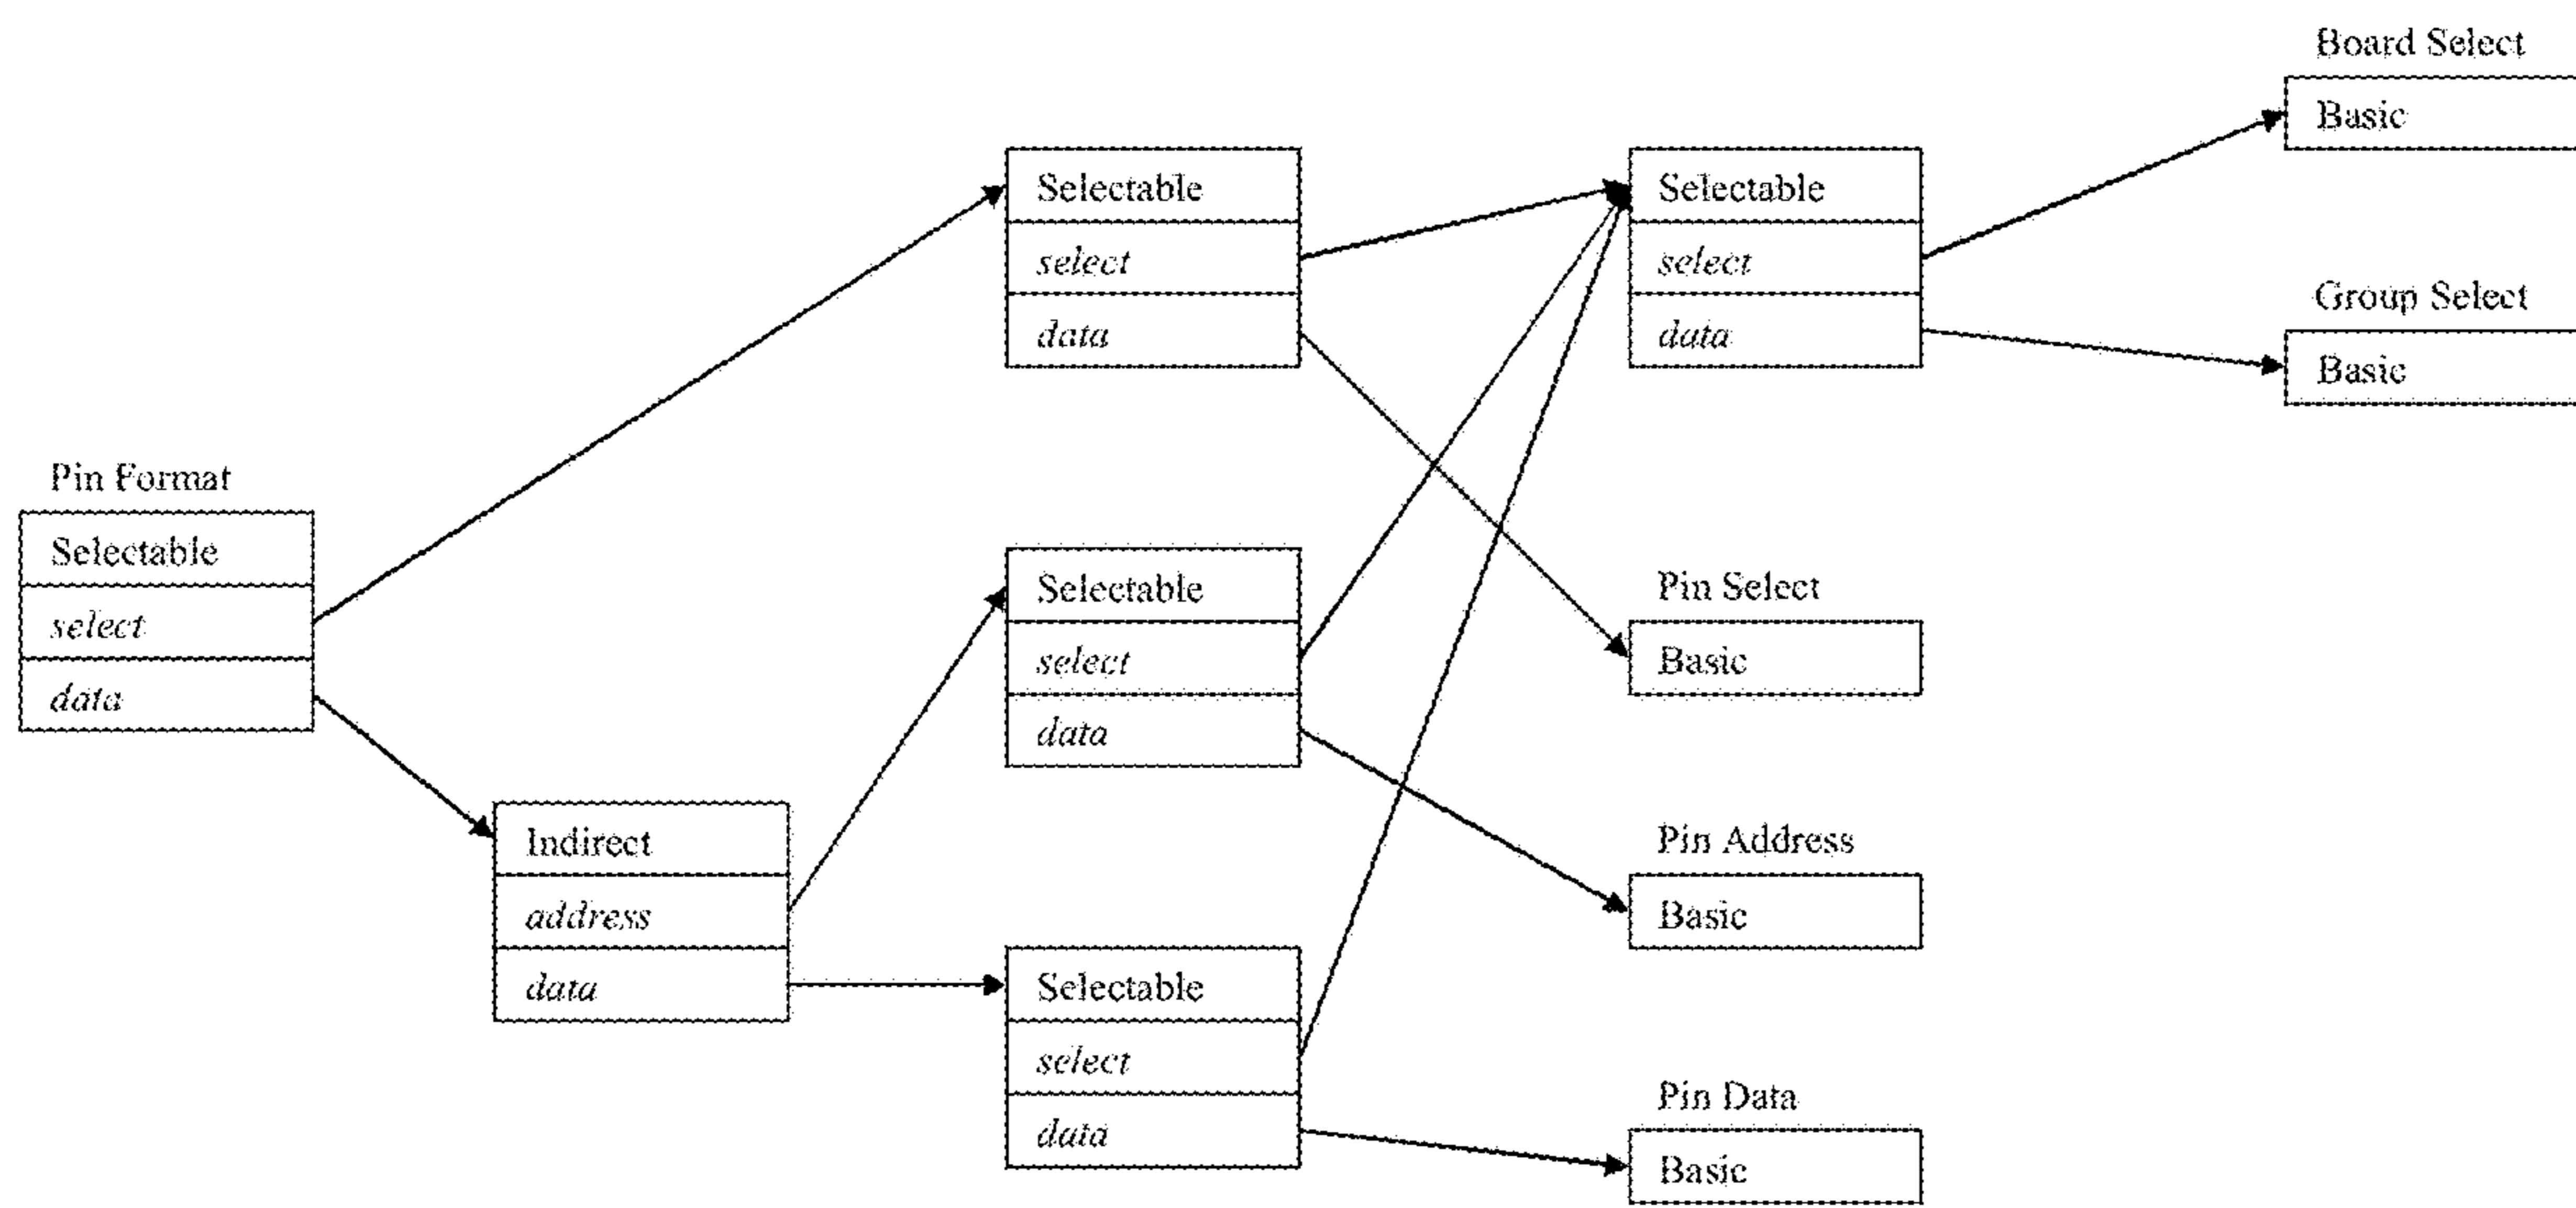 Board Select
Basic
Selectable
select
data
Selectable
select
data
Group Select
Basic
Pin Format
Selectable
select
data
Selectable
select
data
Pin Select
Basic
Indirect
address
data
Pin Address
Basic
Selectable
select
data
Pin Data
Basic